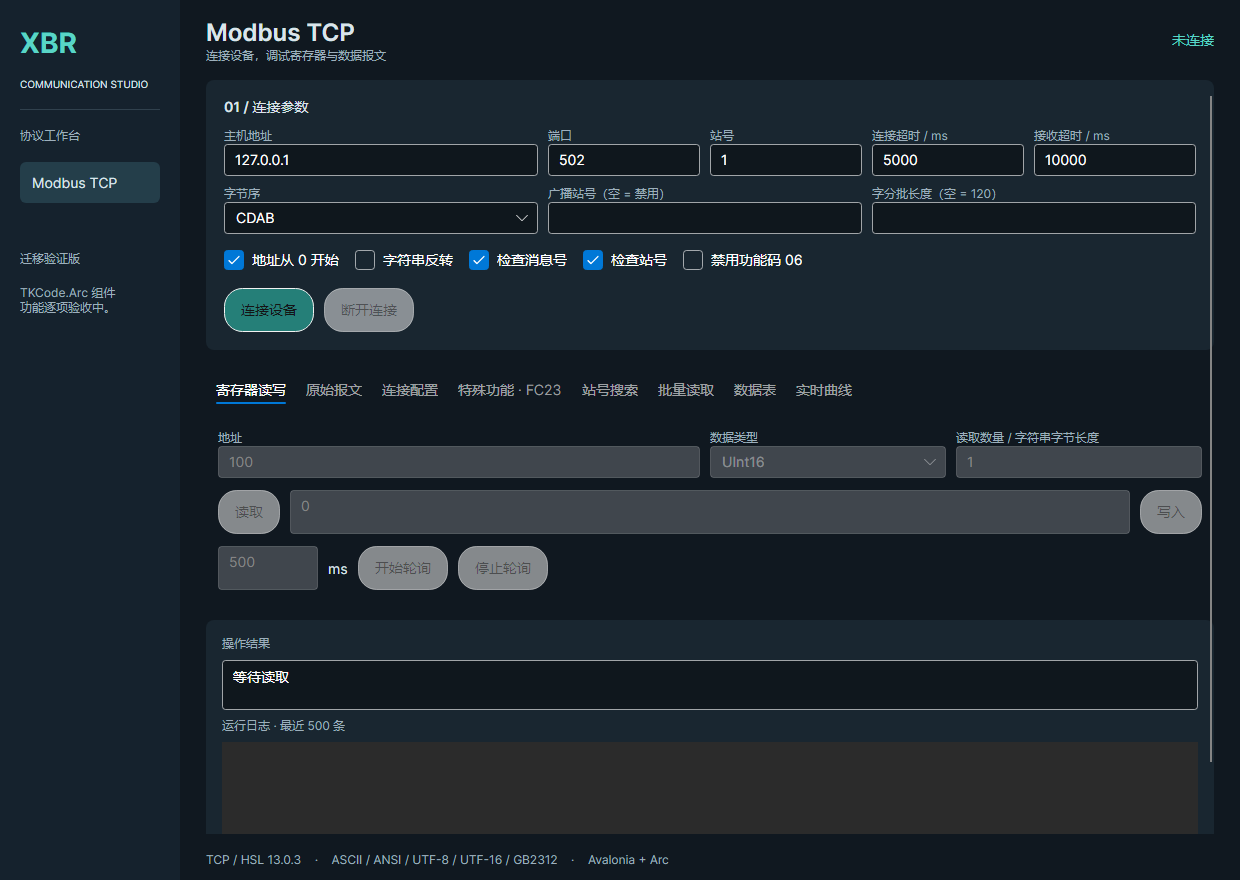 XBR
COMMUNICATION STUDIO
协议工作台
Modbus TCP
迁移验证版
TKCode.Arc 组件
功能逐项验收中。
Modbus TCP
连接设备，调试寄存器与数据报文
未连接
01 / 连接参数
主机地址 端口 站号 连接超时 / ms 接收超时 / ms
127.0.0.1 502 1 5000 10000
字节序 广播站号（空 = 禁用） 字分批长度（空 = 120）
CDAB
地址从 0 开始 字符串反转 检查消息号 检查站号 禁用功能码 06
连接设备 断开连接
寄存器读写 原始报文 连接配置 特殊功能 · FC23 站号搜索 批量读取 数据表 实时曲线
地址 数据类型 读取数量 / 字符串字节长度
100 UInt16 1
读取 0 写入
500 ms 开始轮询 停止轮询
操作结果
等待读取
运行日志 · 最近 500 条
TCP / HSL 13.0.3 · ASCII / ANSI / UTF-8 / UTF-16 / GB2312 · Avalonia + Arc